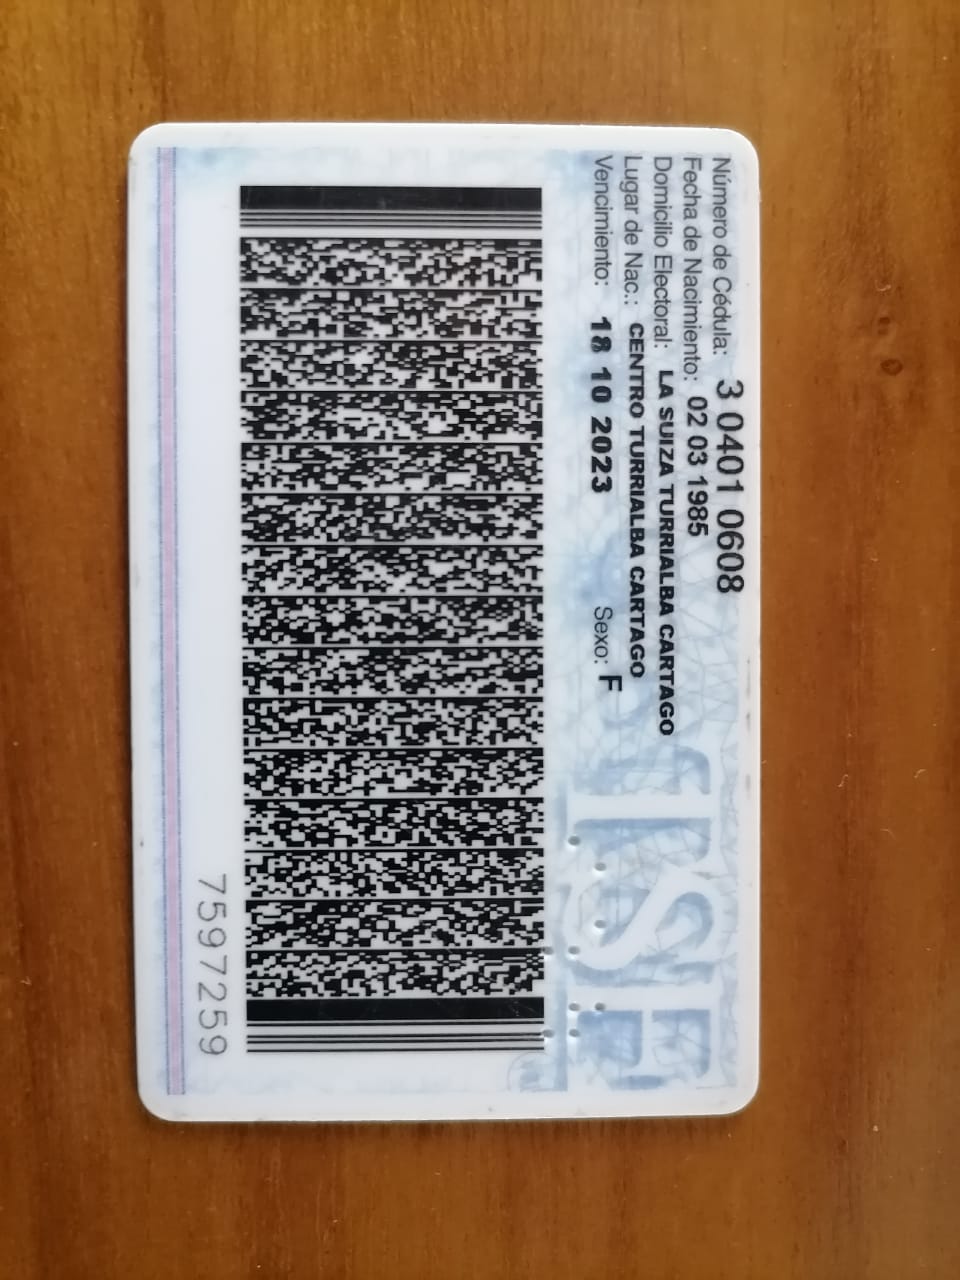 Número de Cédula: 3 0401 0608
Fecha de Nacimiento: 02 03 1985
Domicilio Electoral: LA SUIZA TURRIALBA CARTAGO
Lugar de Nac.: CENTRO TURRIALBA CARTAGO
Vencimiento: 18 10 2023 Sexo: F
TSE
7597259